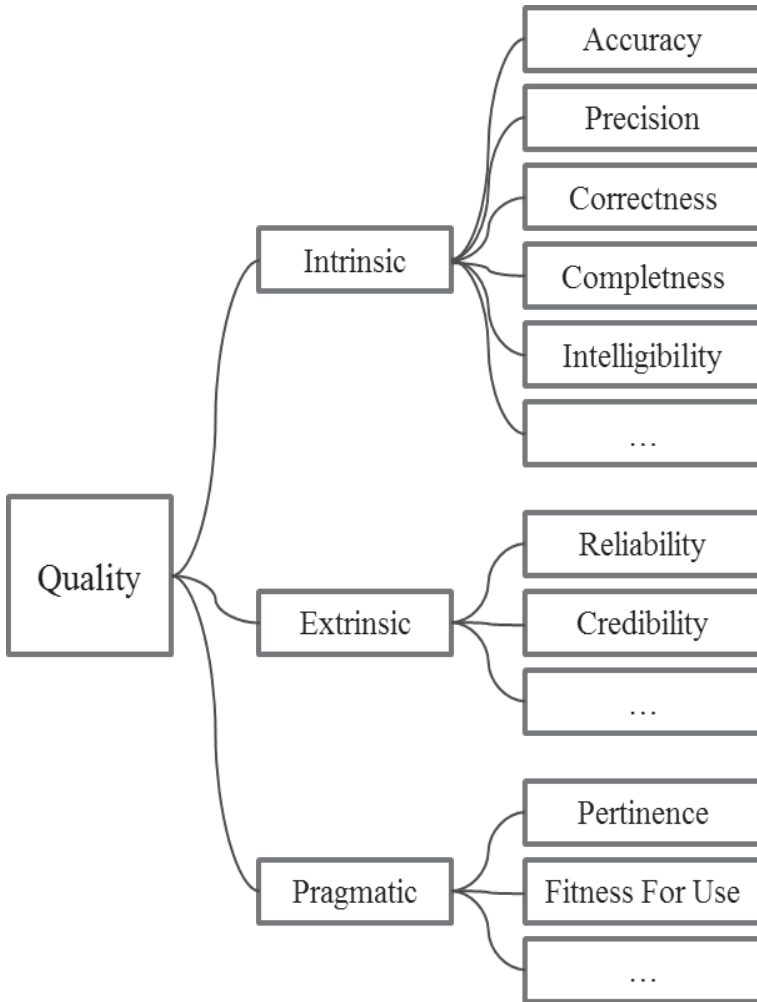 Accuracy
Precision
Correctness
Intrinsic
Completness
Intelligibility
…
Quality
Reliability
Extrinsic
Credibility
…
Pertinence
Pragmatic
Fitness For Use
…